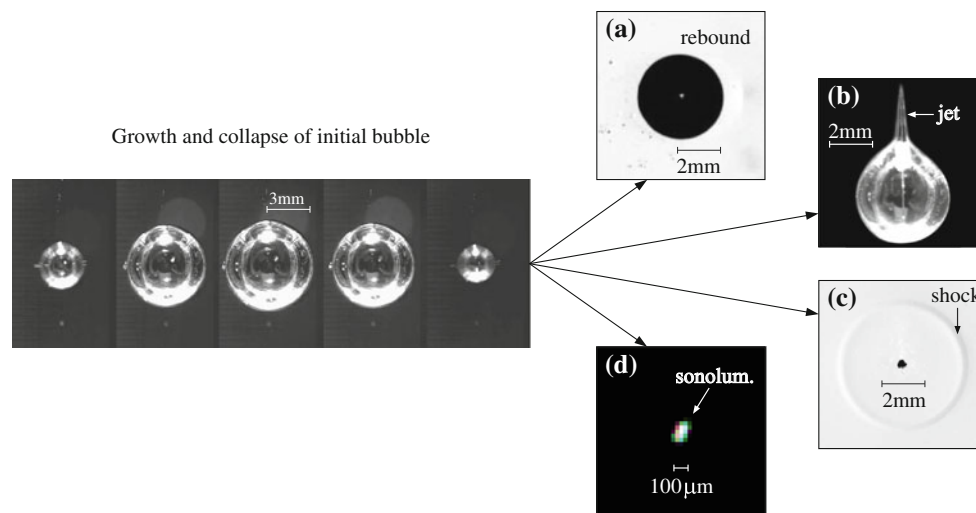 Growth and collapse of initial bubble
3mm
(a)
rebound
2mm
(b)
jet
2mm
(c)
shock
2mm
(d)
sonolum.
100μm